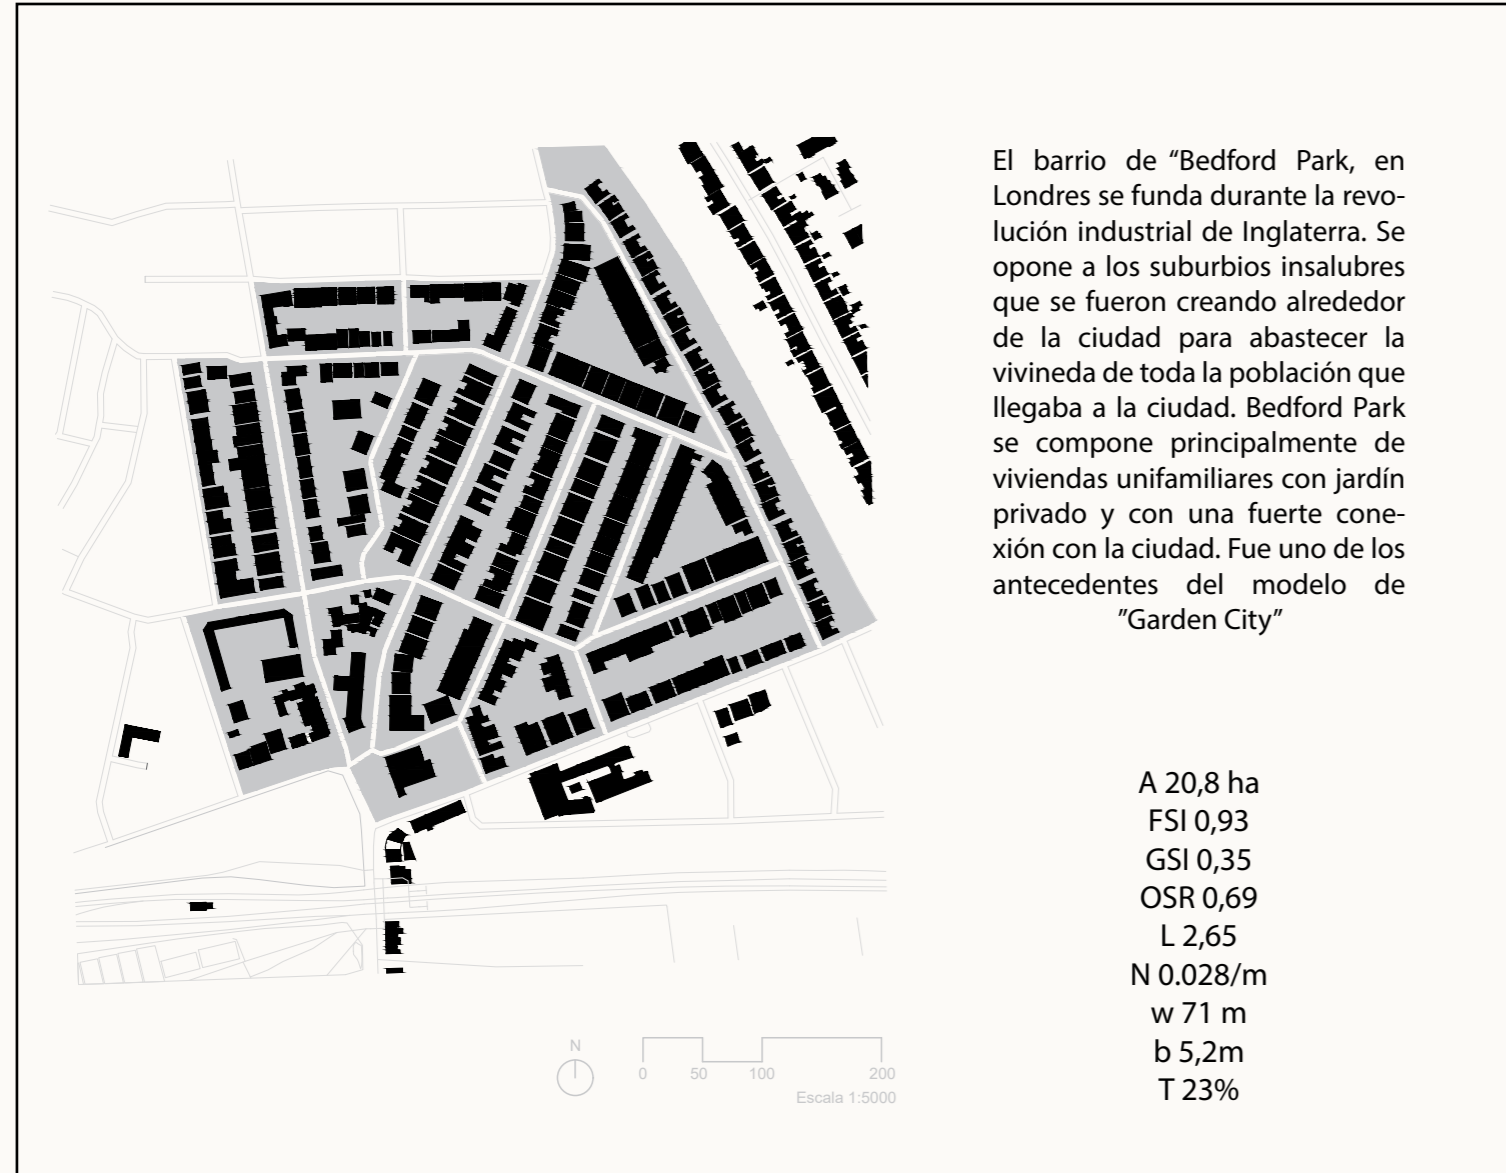 El barrio de “Bedford Park, en
Londres se funda durante la revo-
lución industrial de Inglaterra. Se
opone a los suburbios insalubres
que se fueron creando alrededor
de la ciudad para abastecer la
vivineda de toda la población que
llegaba a la ciudad. Bedford Park
se compone principalmente de
viviendas unifamiliares con jardín
privado y con una fuerte cone-
xión con la ciudad. Fue uno de los
antecedentes del modelo de
”Garden City”
A 20,8 ha
FSI 0,93
GSI 0,35
OSR 0,69
L 2,65
N 0.028/m
w 71 m
b 5,2m
T 23%
N
0 50 100 200
Escala 1:5000